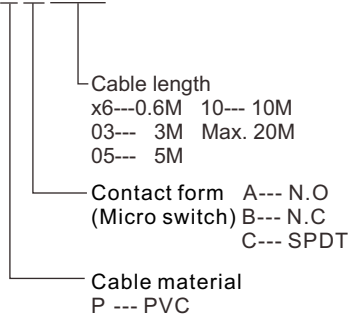 Cable length
x6---0.6M 10--- 10M
03--- 3M Max. 20M
05--- 5M
Contact form A--- N.O
(Micro switch) B--- N.C
C--- SPDT
Cable material
P --- PVC